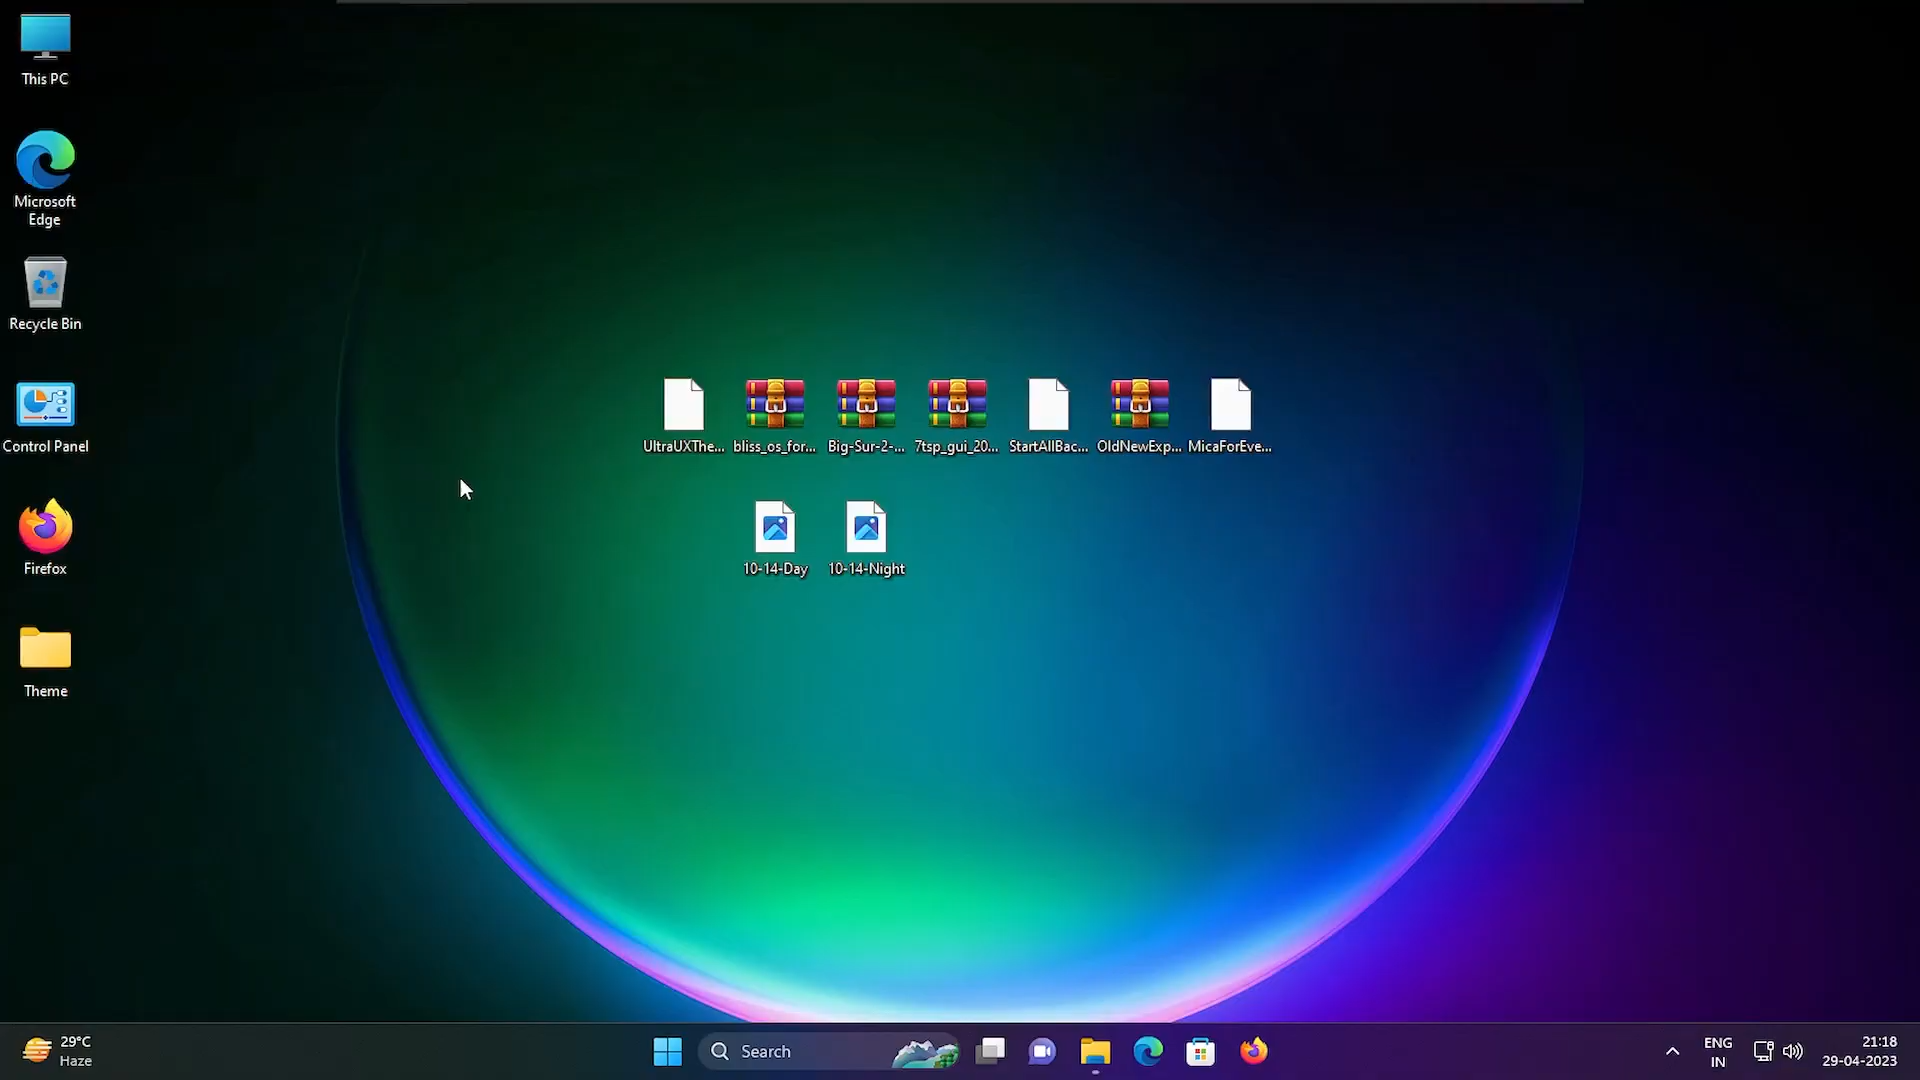 This PC
Microsoft
Edge
Recycle Bin
Control Panel
Firefox
Theme
UltraUXThe...
bliss_os_for...
Big-Sur-2-...
7tsp_gui_20...
StartAllBac...
OldNewExp...
MicaForEve...
10-14-Day
10-14-Night
29°C
Haze
Search
ENG
IN
21:18
29-04-2023